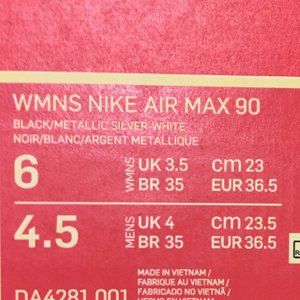 WMNS NIKE AIR MAX 90
BLACK/METALLIC SILVER-WHITE
NOIR/BLANC/ARGENT METALLIQUE
6 WMNS UK 3.5 CM 23
BR 35 EUR 36.5
4.5 MENS UK 4 CM 23.5
BR 35 EUR 36.5
DA4281 001
MADE IN VIETNAM /
FABRIQUE AU VIETNAM /
FABRICADO NO VIETNÃ /